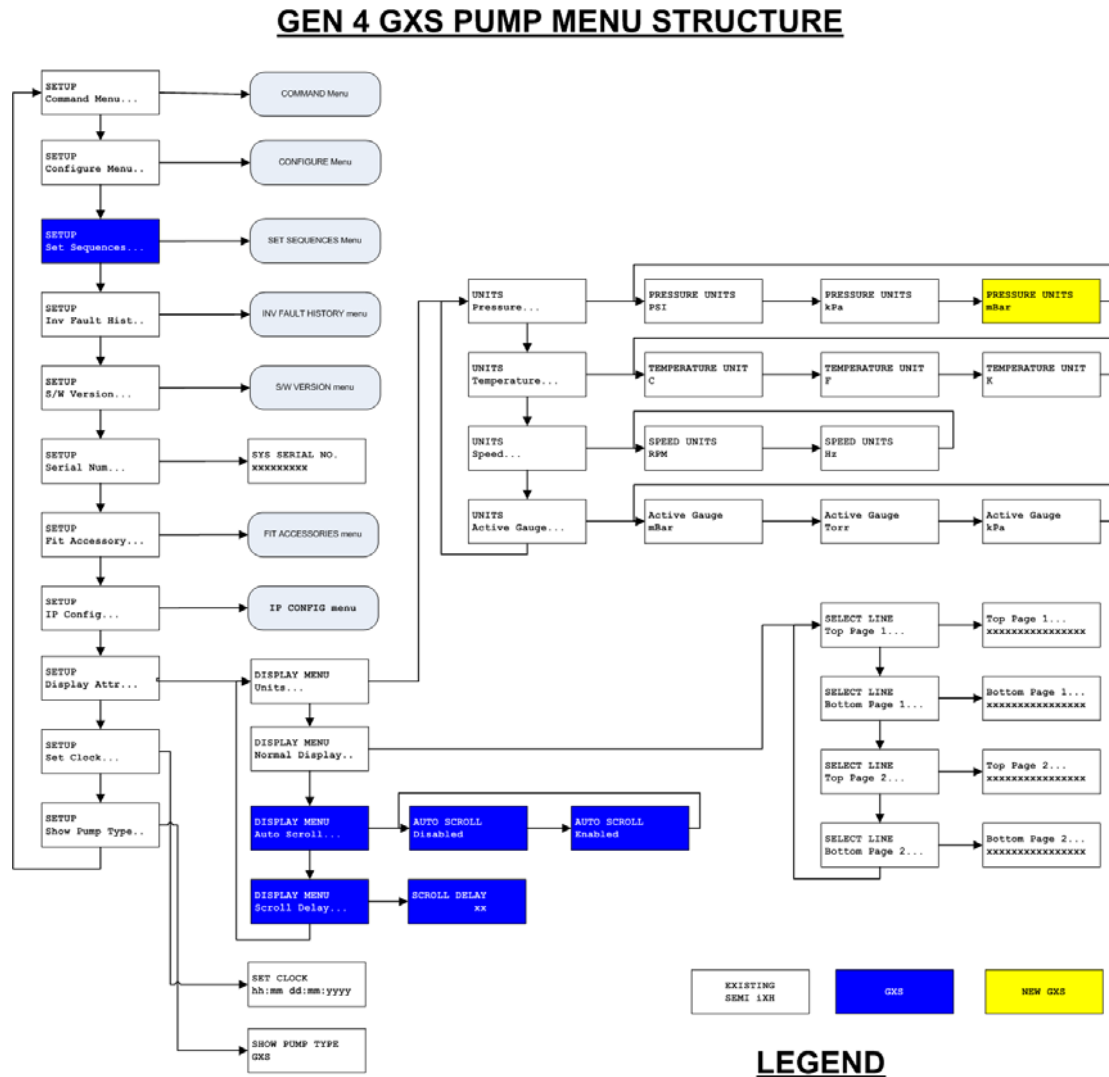 GEN 4 GXS PUMP MENU STRUCTURE
SETUP
Command Menu...
COMMAND Menu
SETUP
Configure Menu..
CONFIGURE Menu
SETUP
Set Sequences...
SET SEQUENCES Menu
SETUP
Inv Fault Hist..
INV FAULT HISTORY menu
SETUP
S/W Version...
S/W VERSION menu
SETUP
Serial Num...
SYS SERIAL NO.
xxxxxxxxx
SETUP
Fit Accessory...
FIT ACCESSORIES menu
SETUP
IP Config...
IP CONFIG menu
SETUP
Display Attr...
SETUP
Set Clock...
SETUP
Show Pump Type..
DISPLAY MENU
Units...
DISPLAY MENU
Normal Display..
DISPLAY MENU
Auto Scroll...
AUTO SCROLL
Disabled
AUTO SCROLL
Enabled
DISPLAY MENU
Scroll Delay...
SCROLL DELAY
xx
SET CLOCK
hh:mm dd:mm:yyyy
SHOW PUMP TYPE
GXS
UNITS
Pressure...
PRESSURE UNITS
PSI
PRESSURE UNITS
kPa
PRESSURE UNITS
mBar
UNITS
Temperature...
TEMPERATURE UNIT
C
TEMPERATURE UNIT
F
TEMPERATURE UNIT
K
UNITS
Speed...
SPEED UNITS
RPM
SPEED UNITS
Hz
UNITS
Active Gauge...
Active Gauge
mBar
Active Gauge
Torr
Active Gauge
kPa
SELECT LINE
Top Page 1...
Top Page 1...
xxxxxxxxxxxxxxxx
SELECT LINE
Bottom Page 1...
Bottom Page 1...
xxxxxxxxxxxxxxxx
SELECT LINE
Top Page 2...
Top Page 2...
xxxxxxxxxxxxxxxx
SELECT LINE
Bottom Page 2...
Bottom Page 2...
xxxxxxxxxxxxxxxx
EXISTING
SEMI iXH
GXS
NEW GXS
LEGEND